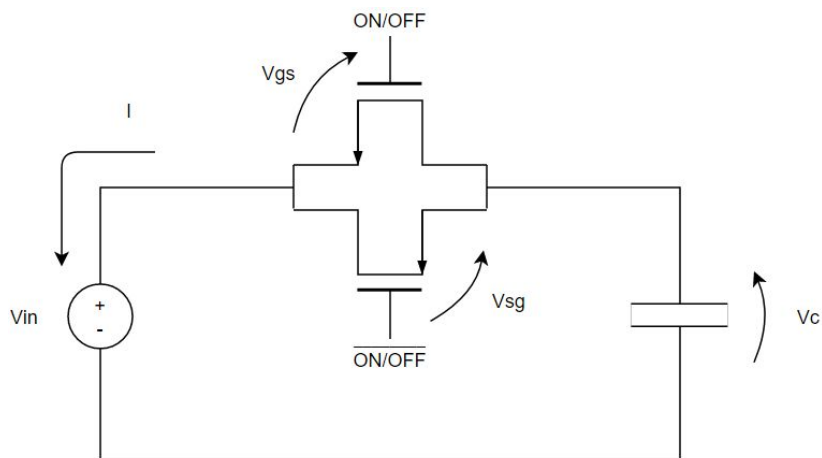 ON/OFF
Vgs
I
Vin
+
-
Vsg
Vc
ON/OFF